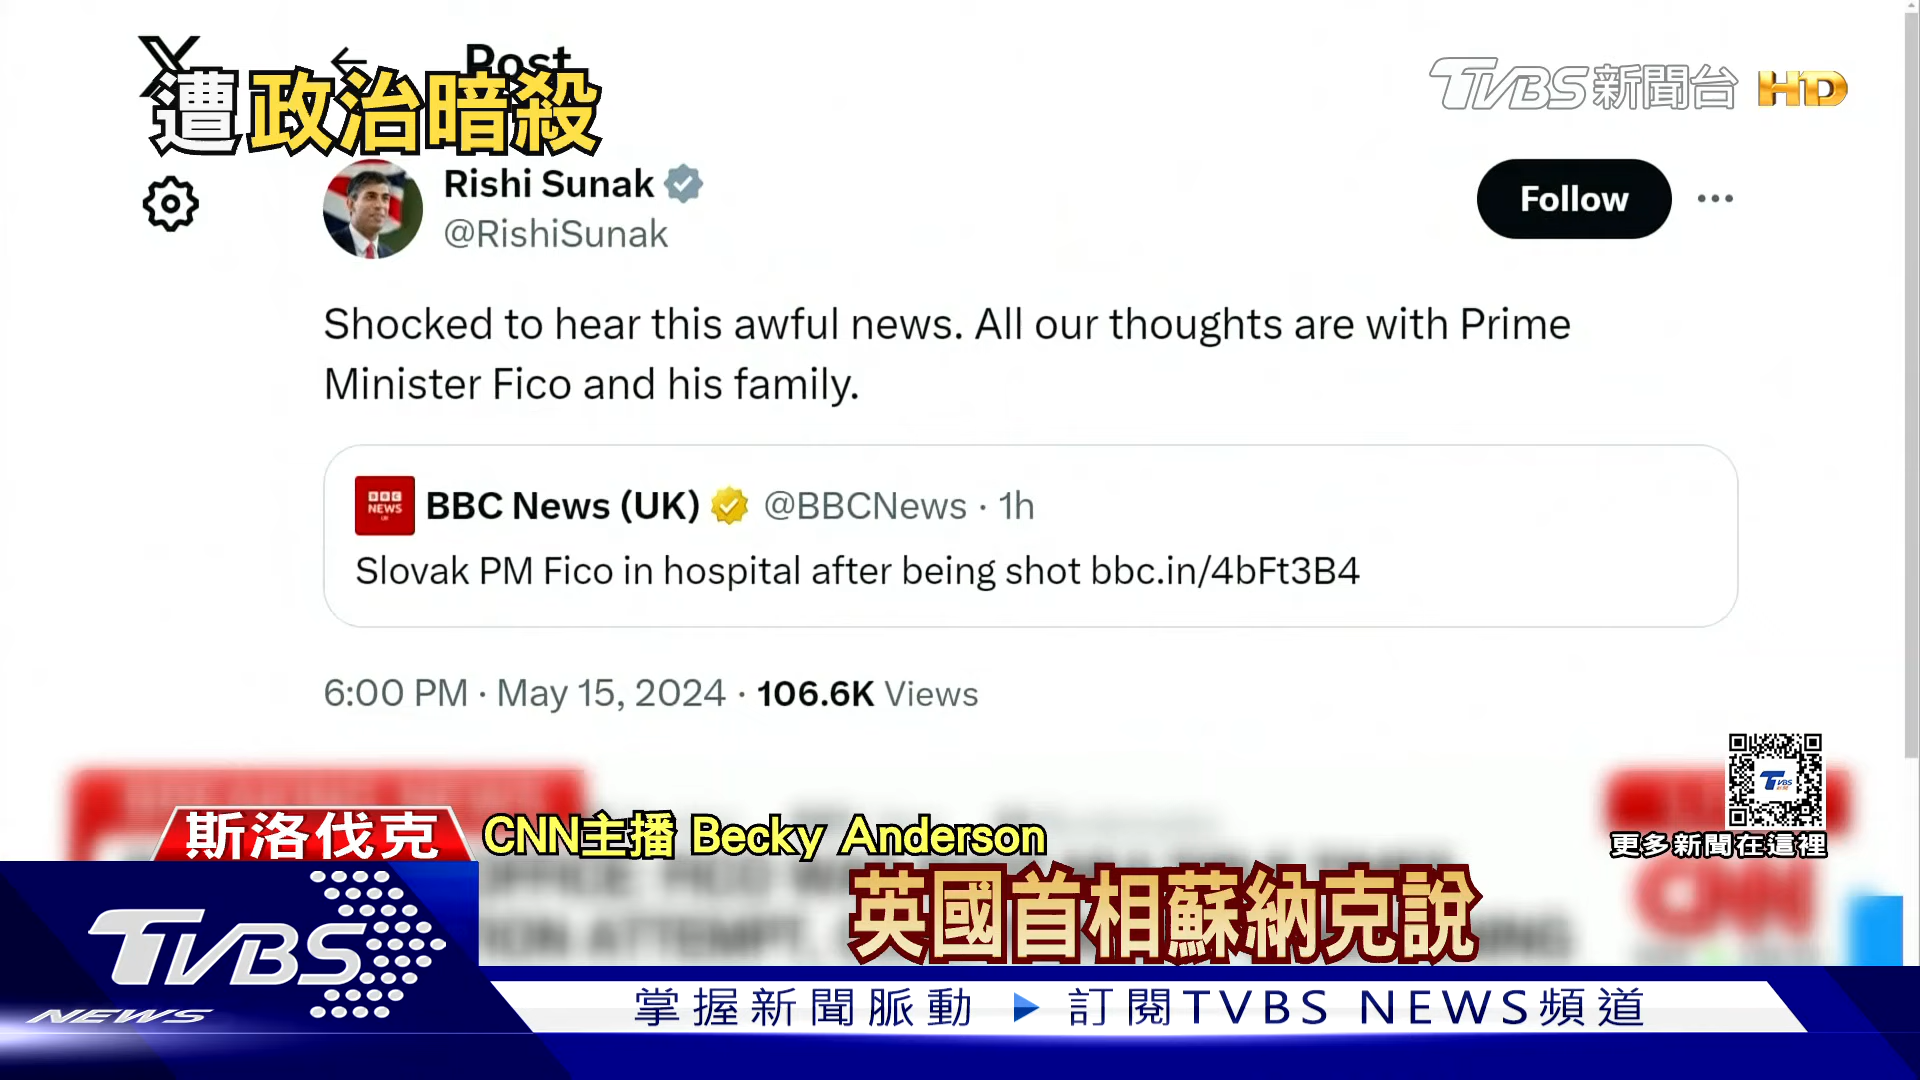 Post
遭政治暗殺
TVBS新聞台 HD
Rishi Sunak
@RishiSunak
Follow
Shocked to hear this awful news. All our thoughts are with Prime
Minister Fico and his family.
BBC NEWS UK
BBC News (UK) @BBCNews · 1h
Slovak PM Fico in hospital after being shot bbc.in/4bFt3B4
6:00 PM · May 15, 2024 · 106.6K Views
TVBS
更多新聞在這裡
斯洛伐克
CNN主播 Becky Anderson
英國首相蘇納克說
CNN
TVBS
NEWS
掌握新聞脈動 ▶ 訂閱TVBS NEWS頻道